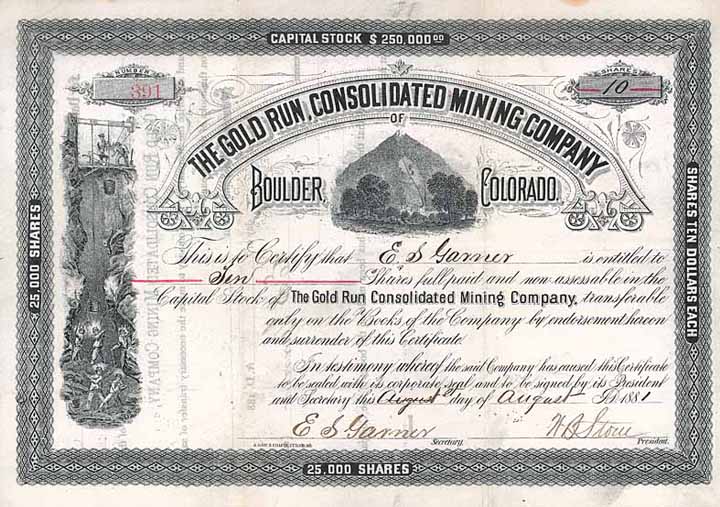 CAPITAL STOCK $ 250,000 00
NUMBER
391
SHARES
10
THE GOLD RUN, CONSOLIDATED MINING COMPANY
OF
BOULDER, COLORADO.
This is to Certify that E S Garner is entitled to
Ten Shares full paid and non assessable in the
Capital Stock of The Gold Run Consolidated Mining Company, transferable
only on the Books of the Company by endorsement hereon
and surrender of this Certificate.
In testimony whereof the said Company has caused this Certificate
to be sealed with its corporate seal and to be signed by its President
and Secretary this August day of August AD 1881
E S Garner
Secretary.
President.
25,000 SHARES
SHARES TEN DOLLARS EACH
25,000 SHARES